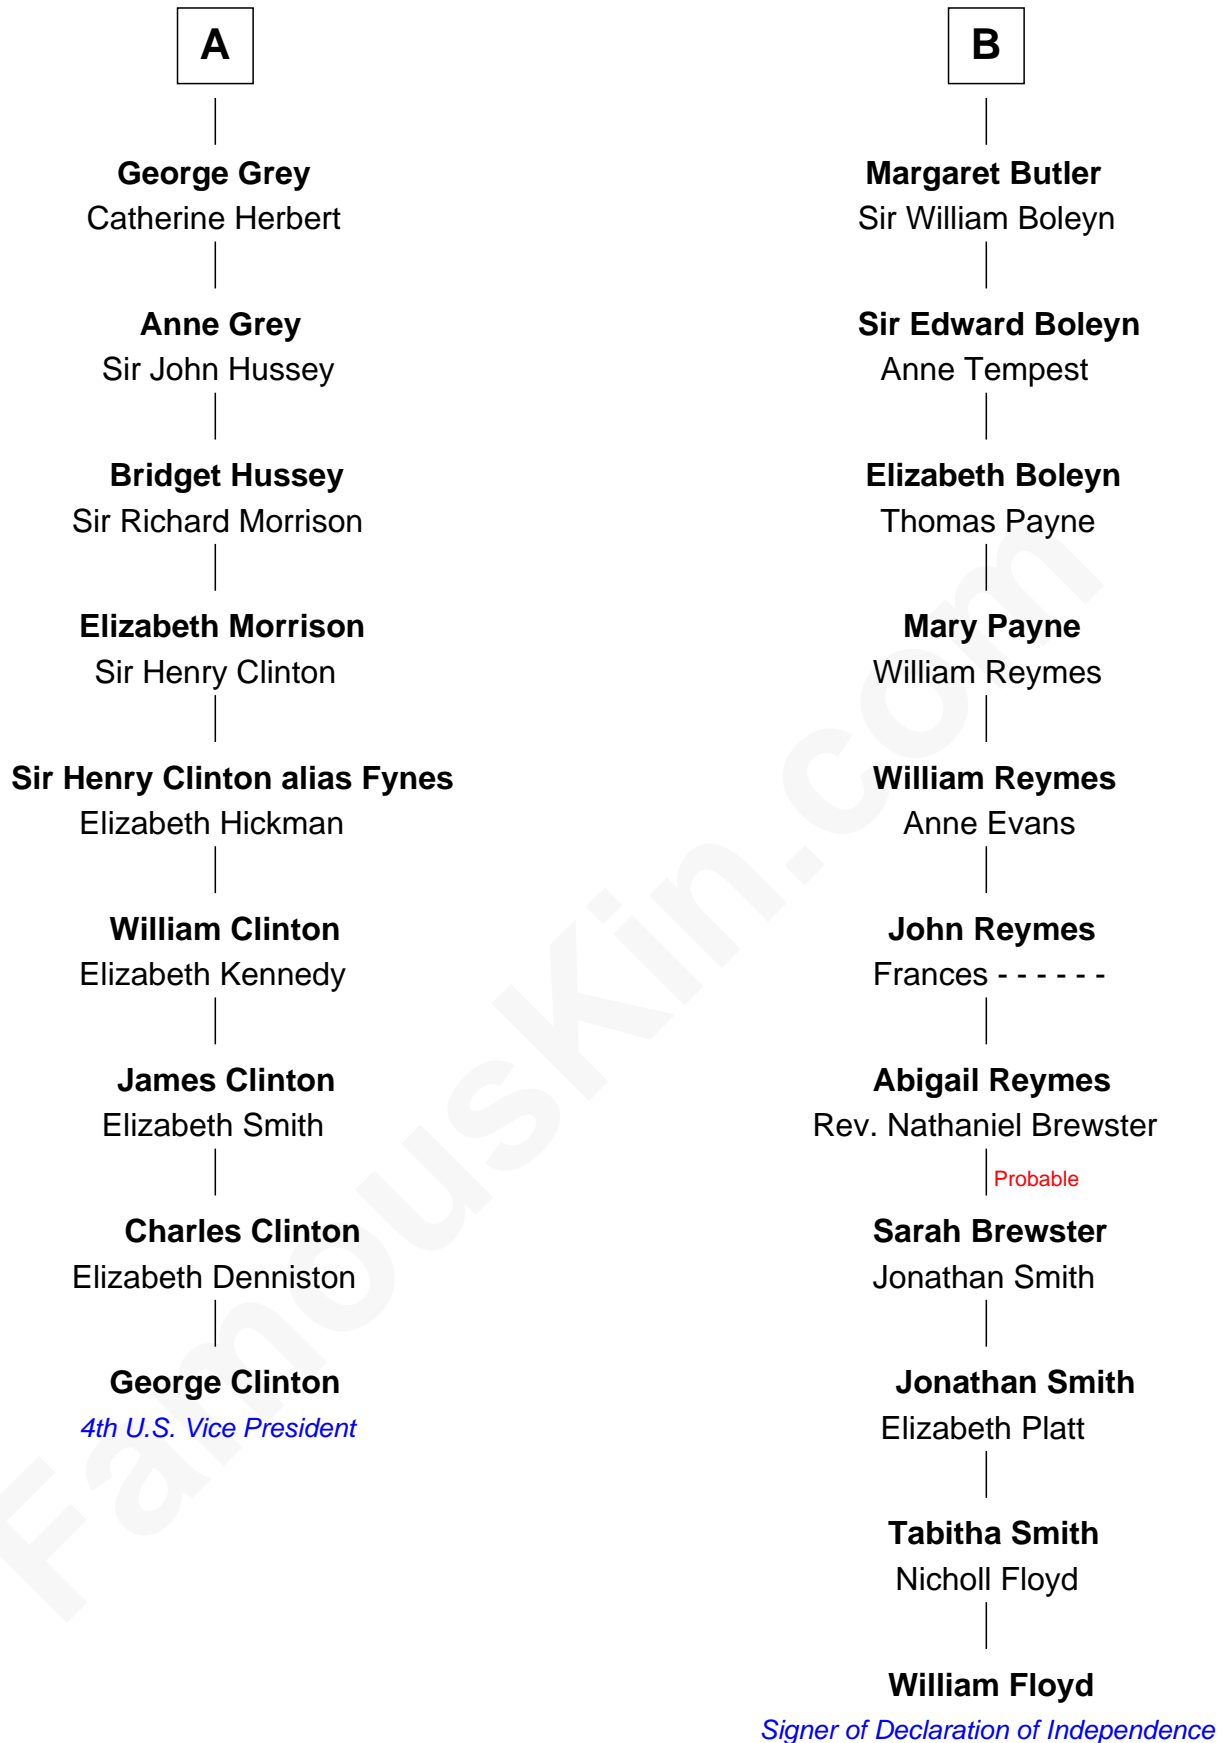 A
George Grey
Catherine Herbert
Anne Grey
Sir John Hussey
Bridget Hussey
Sir Richard Morrison
Elizabeth Morrison
Sir Henry Clinton
Sir Henry Clinton alias Fynes
Elizabeth Hickman
William Clinton
Elizabeth Kennedy
James Clinton
Elizabeth Smith
Charles Clinton
Elizabeth Denniston
George Clinton
4th U.S. Vice President
B
Margaret Butler
Sir William Boleyn
Sir Edward Boleyn
Anne Tempest
Elizabeth Boleyn
Thomas Payne
Mary Payne
William Reymes
William Reymes
Anne Evans
John Reymes
Frances - - - - - -
Abigail Reymes
Rev. Nathaniel Brewster
Probable
Sarah Brewster
Jonathan Smith
Jonathan Smith
Elizabeth Platt
Tabitha Smith
Nicholl Floyd
William Floyd
Signer of Declaration of Independence
FamousKin.com